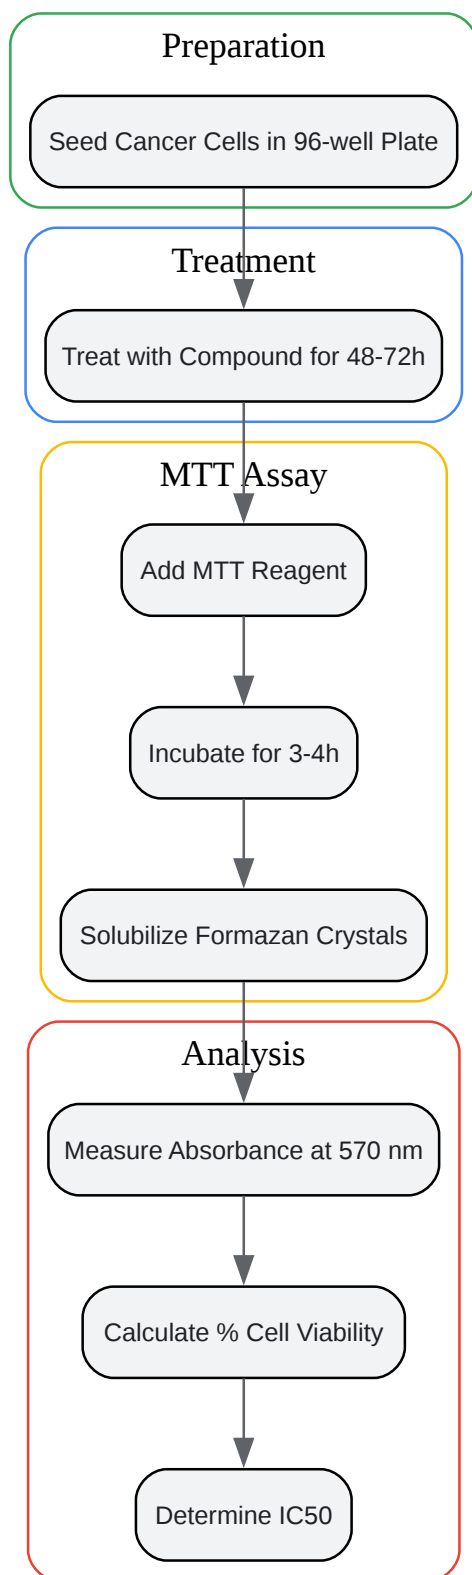 Preparation
Seed Cancer Cells in 96-well Plate
Treatment
Treat with Compound for 48-72h
MTT Assay
Add MTT Reagent
Incubate for 3-4h
Solubilize Formazan Crystals
Analysis
Measure Absorbance at 570 nm
Calculate % Cell Viability
Determine IC50